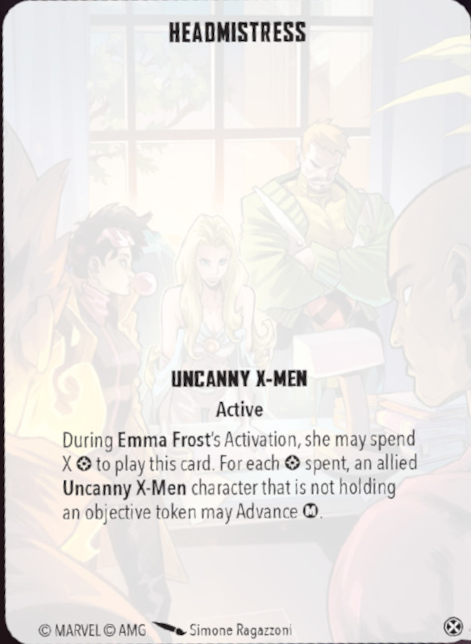 HEADMISTRESS
UNCANNY X-MEN
Active
During Emma Frost's Activation, she may spend
X to play this card. For each spent, an allied
Uncanny X-Men character that is not holding
an objective token may Advance M.
© MARVEL © AMG Simone Ragazzoni